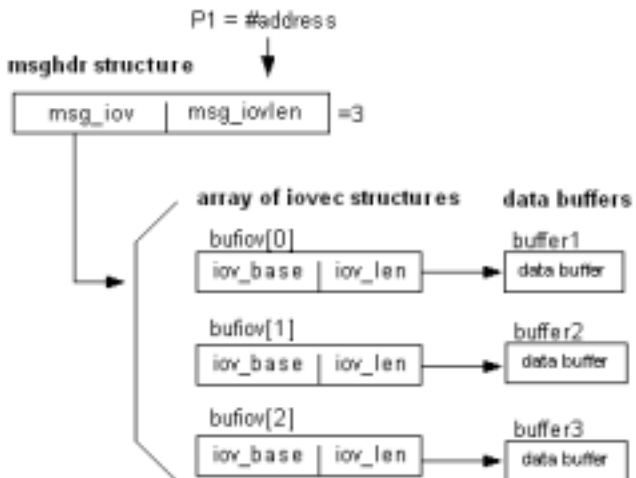 P1 = #address
msghdr structure
msg_iov msg_iovlen =3
array of iovec structures data buffers
bufiov[0] buffer1
iov_base iov_len data buffer
bufiov[1] buffer2
iov_base iov_len data buffer
bufiov[2] buffer3
iov_base iov_len data buffer